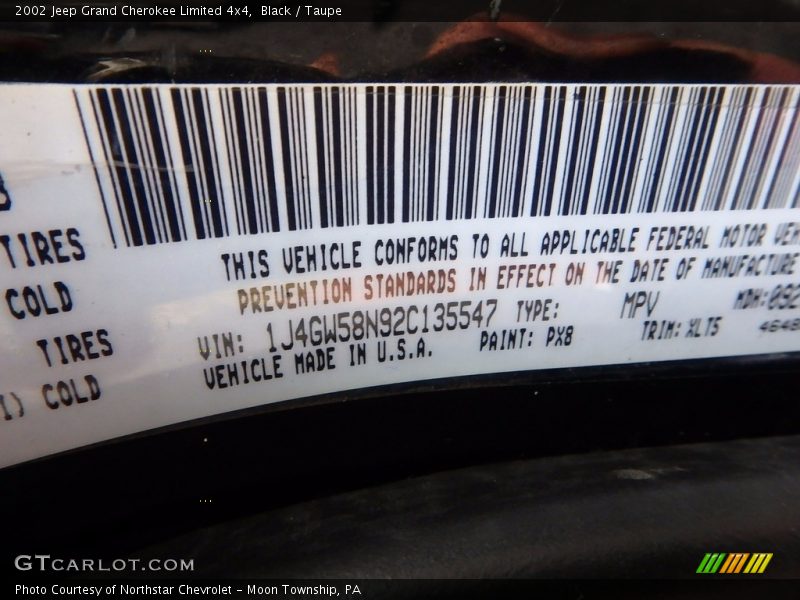 2002 Jeep Grand Cherokee Limited 4x4, Black / Taupe
TIRES
COLD
TIRES
COLD
THIS VEHICLE CONFORMS TO ALL APPLICABLE FEDERAL MOTOR
PREVENTION STANDARDS IN EFFECT ON THE DATE OF MANUFACTURE
VIN: 1J4GW58N92C135547 TYPE: MPV MDH:
VEHICLE MADE IN U.S.A. PAINT: PX8 TRIM: XLT5
GTCARLOT.COM
Photo Courtesy of Northstar Chevrolet - Moon Township, PA